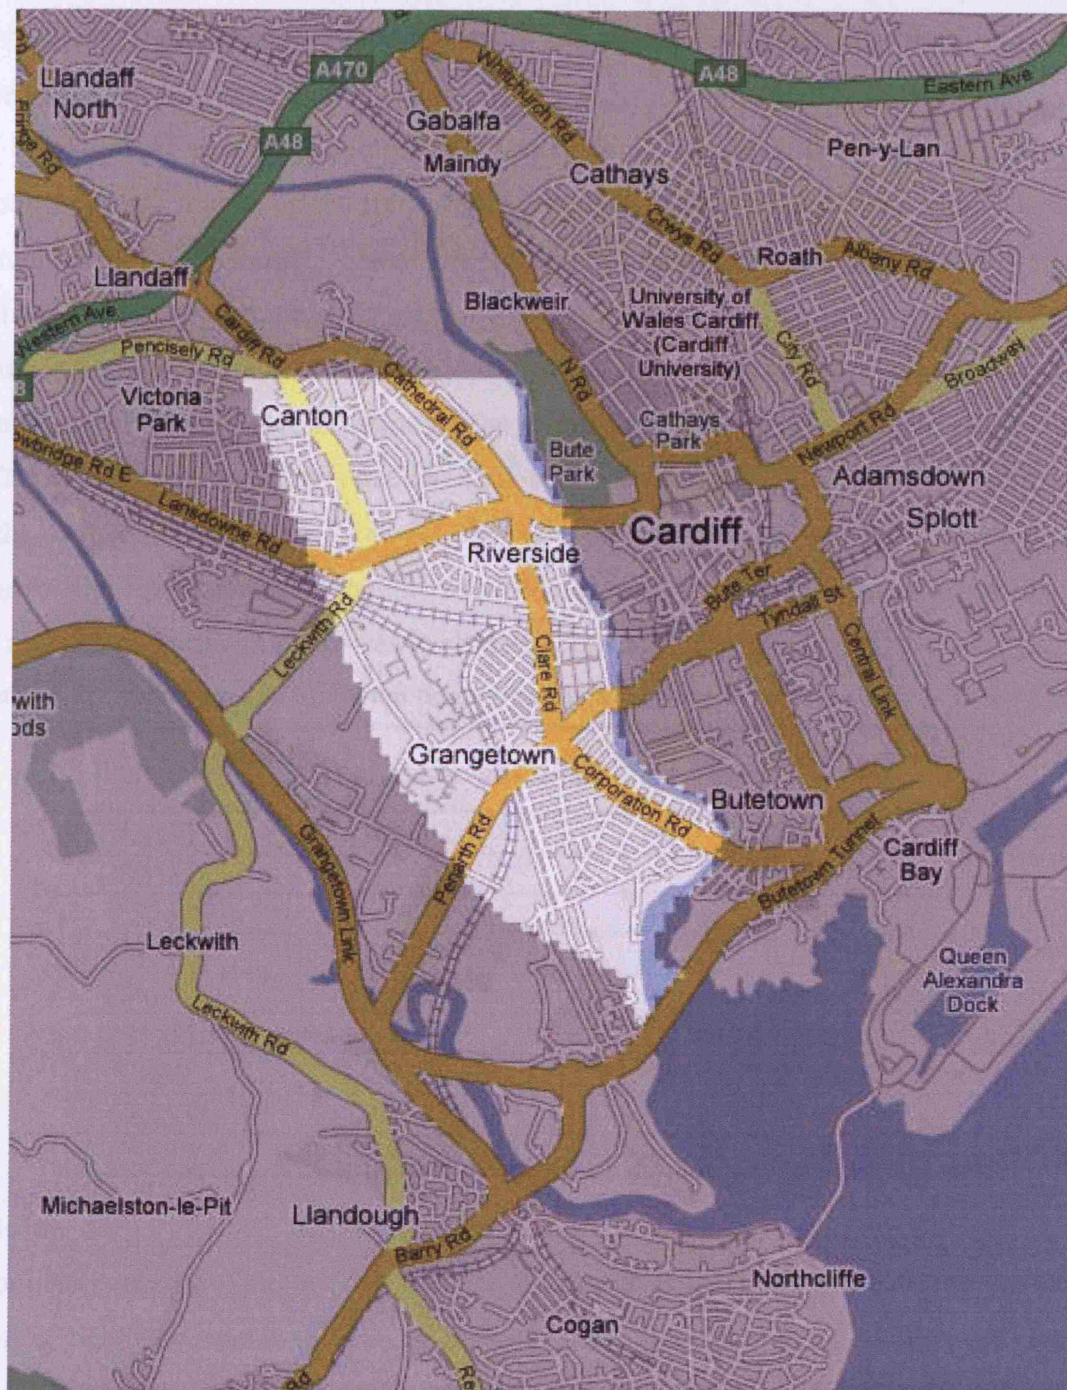 Llandaff
North
A470
A48
Whitchurch Rd
A48
Eastern Ave
Gabalfa
Maindy
Pen-y-Lan
Cathays
Crwys Rd
Roath
Albany Rd
Llandaff
Blackweir
University of
Wales Cardiff
(Cardiff
University)
City Rd
Broadway
Western Ave
Cardiff Rd
Pencisely Rd
Victoria
Park
Canton
Cathedral Rd
N Rd
Cathays
Park
Newport Rd
Bute
Park
owbridge Rd E
Lansdowne Rd
Adamsdown
Splott
Cardiff
Riverside
Bute Ter
Tyndall St
Central Link
Leckwith Rd
Clare Rd
with
ods
Grangetown
Corporation Rd
Butetown
Penarth Rd
Grangetown Link
Butetown Tunnel
Cardiff
Bay
Leckwith
Leckwith Rd
Queen
Alexandra
Dock
Michaelston-le-Pit
Llandough
Barry Rd
Northcliffe
Cogan
Rd